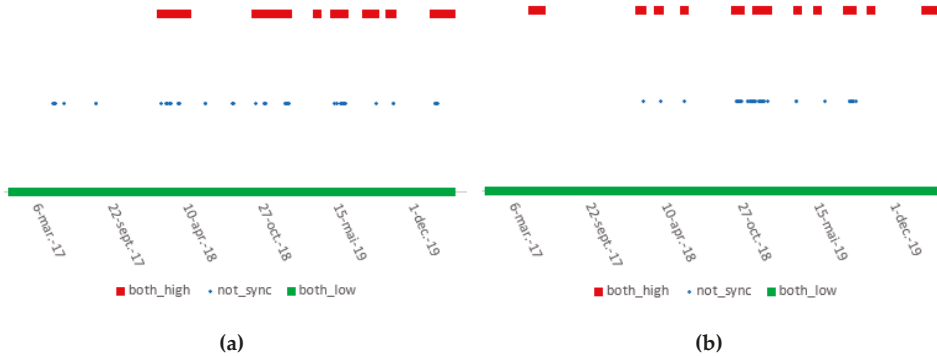 6-mar.-17 22-sept.-17 10-apr.-18 27-oct.-18 15-mai-19 1-dec.-19
both_high not_sync both_low
(a)
6-mar.-17 22-sept.-17 10-apr.-18 27-oct.-18 15-mai-19 1-dec.-19
both_high not_sync both_low
(b)